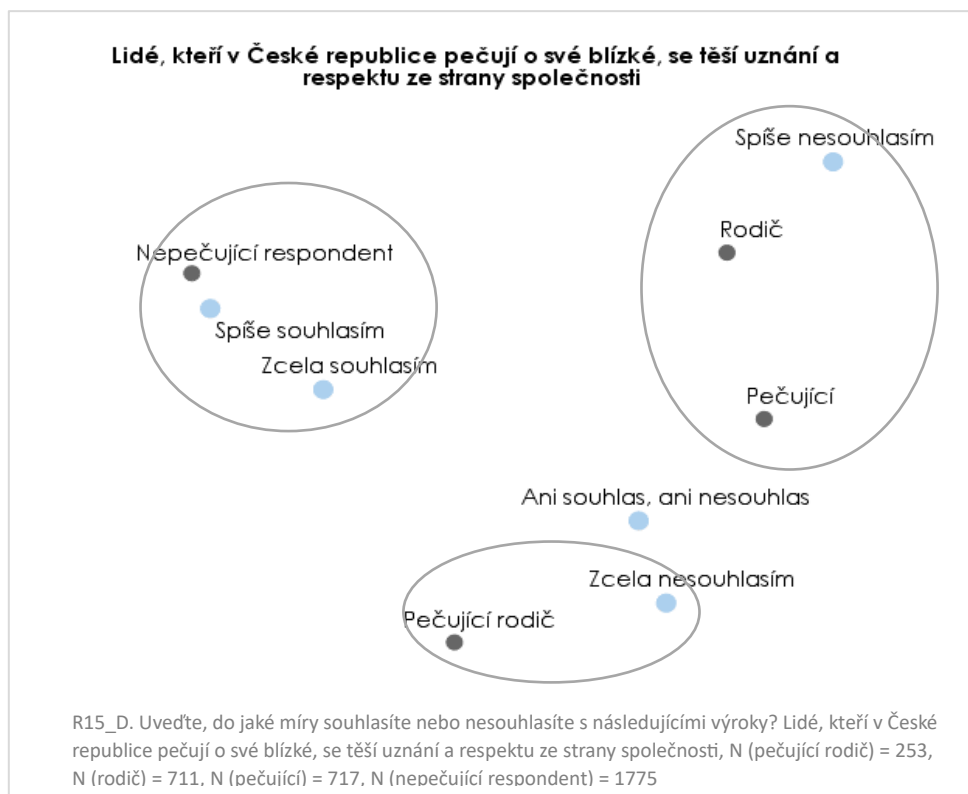 Lidé, kteří v České republice pečují o své blízké, se těší uznání a
respektu ze strany společnosti
Spíše nesouhlasím
Rodič
Nepečující respondent
Spíše souhlasím
Zcela souhlasím
Pečující
Ani souhlas, ani nesouhlas
Zcela nesouhlasím
Pečující rodič
R15_D. Uveďte, do jaké míry souhlasíte nebo nesouhlasíte s následujícími výroky? Lidé, kteří v České
republice pečují o své blízké, se těší uznání a respektu ze strany společnosti, N (pečující rodič) = 253,
N (rodič) = 711, N (pečující) = 717, N (nepečující respondent) = 1775